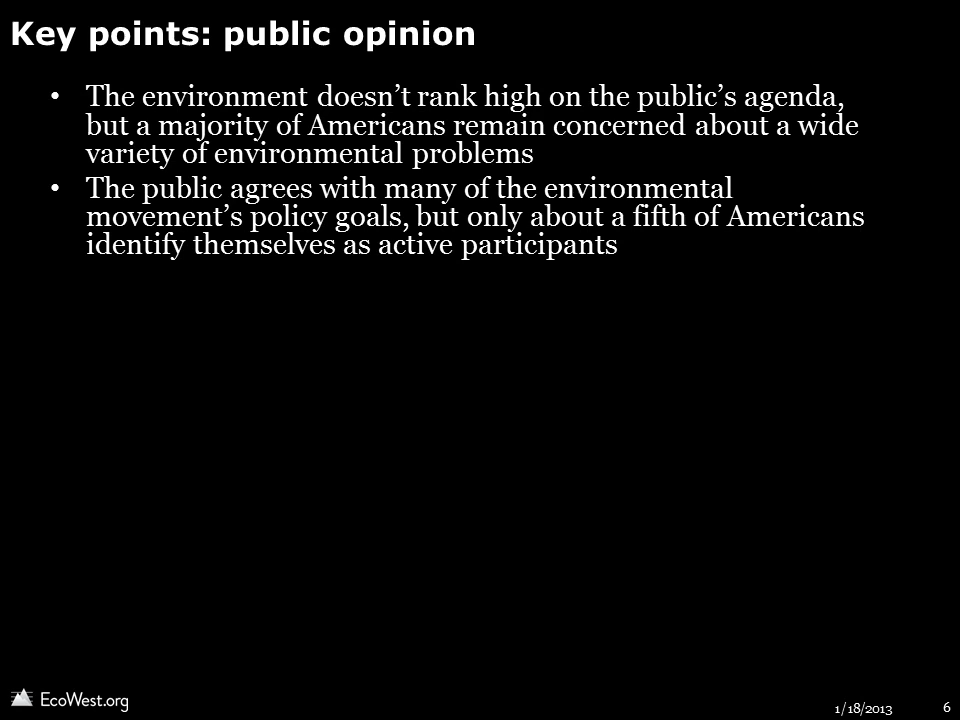 Key points: public opinion
• The environment doesn’t rank high on the public’s agenda,
but a majority of Americans remain concerned about a wide
variety of environmental problems
• The public agrees with many of the environmental
movement’s policy goals, but only about a fifth of Americans
identify themselves as active participants
EcoWest.org
1/18/2013 6